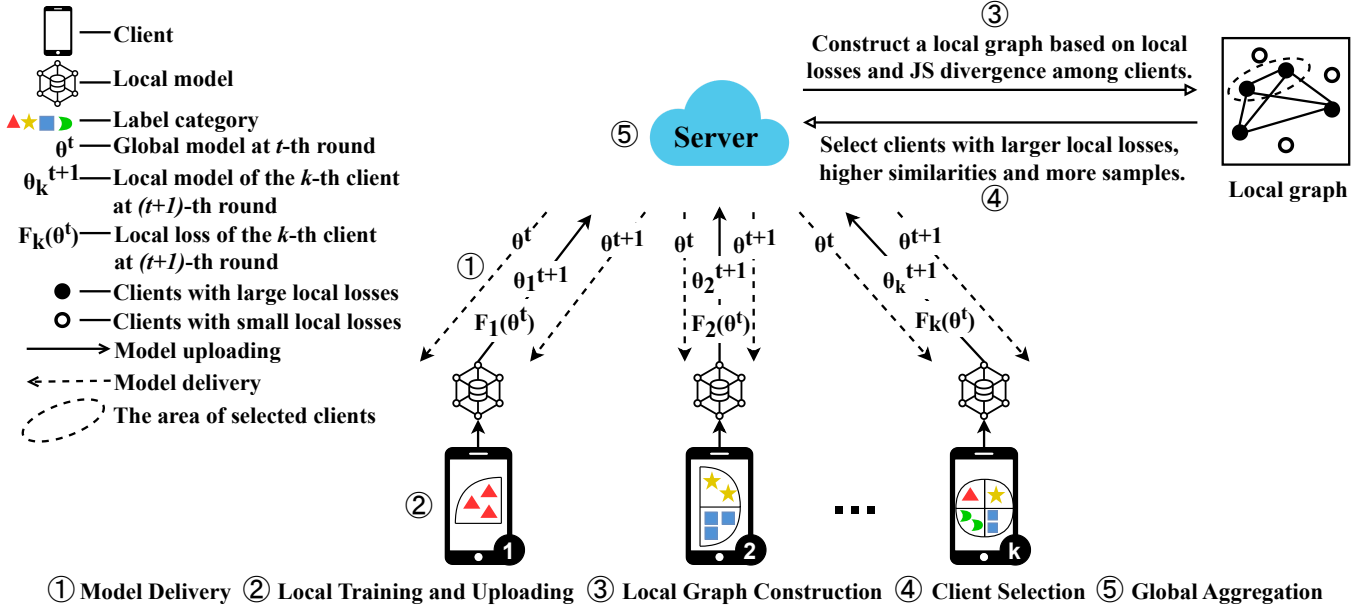 Client
Local model
Label category
θ^t Global model at t-th round
θ_k^{t+1} Local model of the k-th client
at (t+1)-th round
F_k(θ^t) Local loss of the k-th client
at (t+1)-th round
Clients with large local losses
Clients with small local losses
Model uploading
Model delivery
The area of selected clients
③
Construct a local graph based on local
losses and JS divergence among clients.
⑤ Server
Select clients with larger local losses,
higher similarities and more samples.
④
Local graph
①
θ^t
θ_1^{t+1}
θ^{t+1}
F_1(θ^t)
θ^t
θ^{t+1}
θ_2^{t+1}
F_2(θ^t)
θ^t
θ^{t+1}
θ_k^{t+1}
F_k(θ^t)
②
1
2
...
k
① Model Delivery ② Local Training and Uploading ③ Local Graph Construction ④ Client Selection ⑤ Global Aggregation